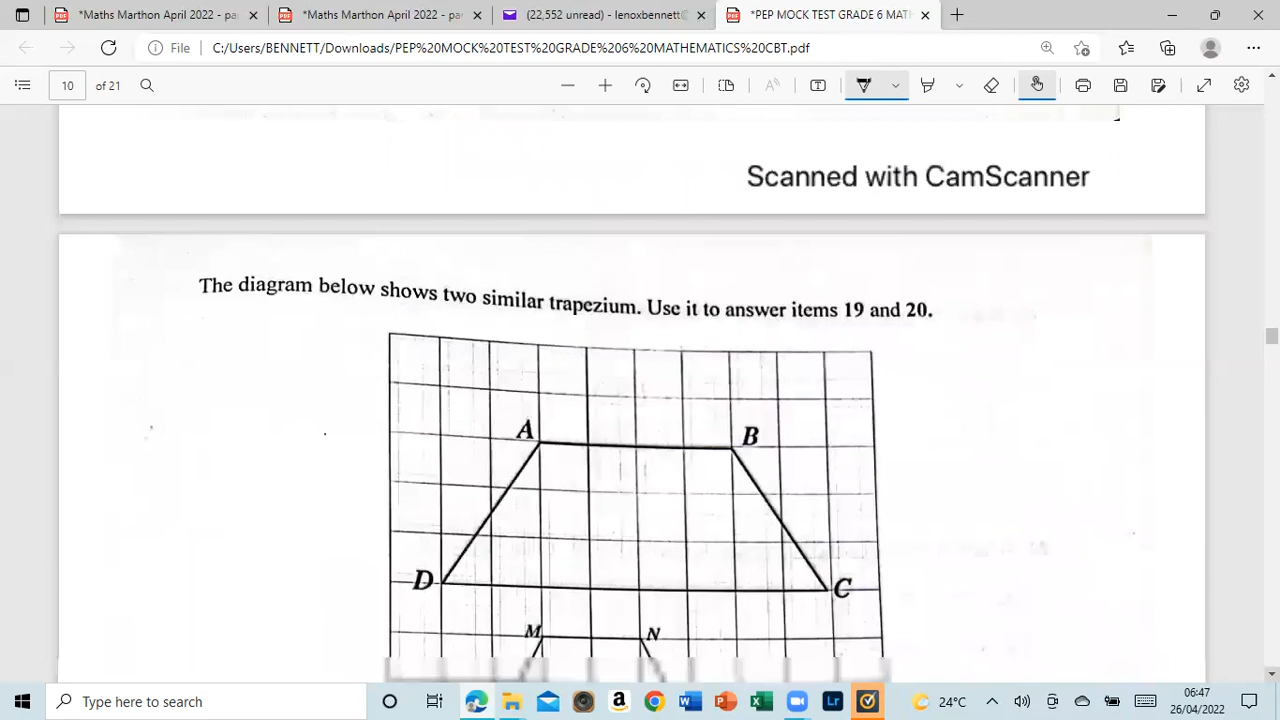 *Maths Marthon April 2022 - pe
*Maths Marthon April 2022 - pe
(22,552 unread) - lenoxbennett@
*PEP MOCK TEST GRADE 6 MATH
File
C:/Users/BENNETT/Downloads/PEP%20MOCK%20TEST%20GRADE%206%20MATHEMATICS%20CBT.pdf
10 of 21
Scanned with CamScanner
The diagram below shows two similar trapezium. Use it to answer items 19 and 20.
A B
D C
M N
Type here to search
24°C
06:47
26/04/2022